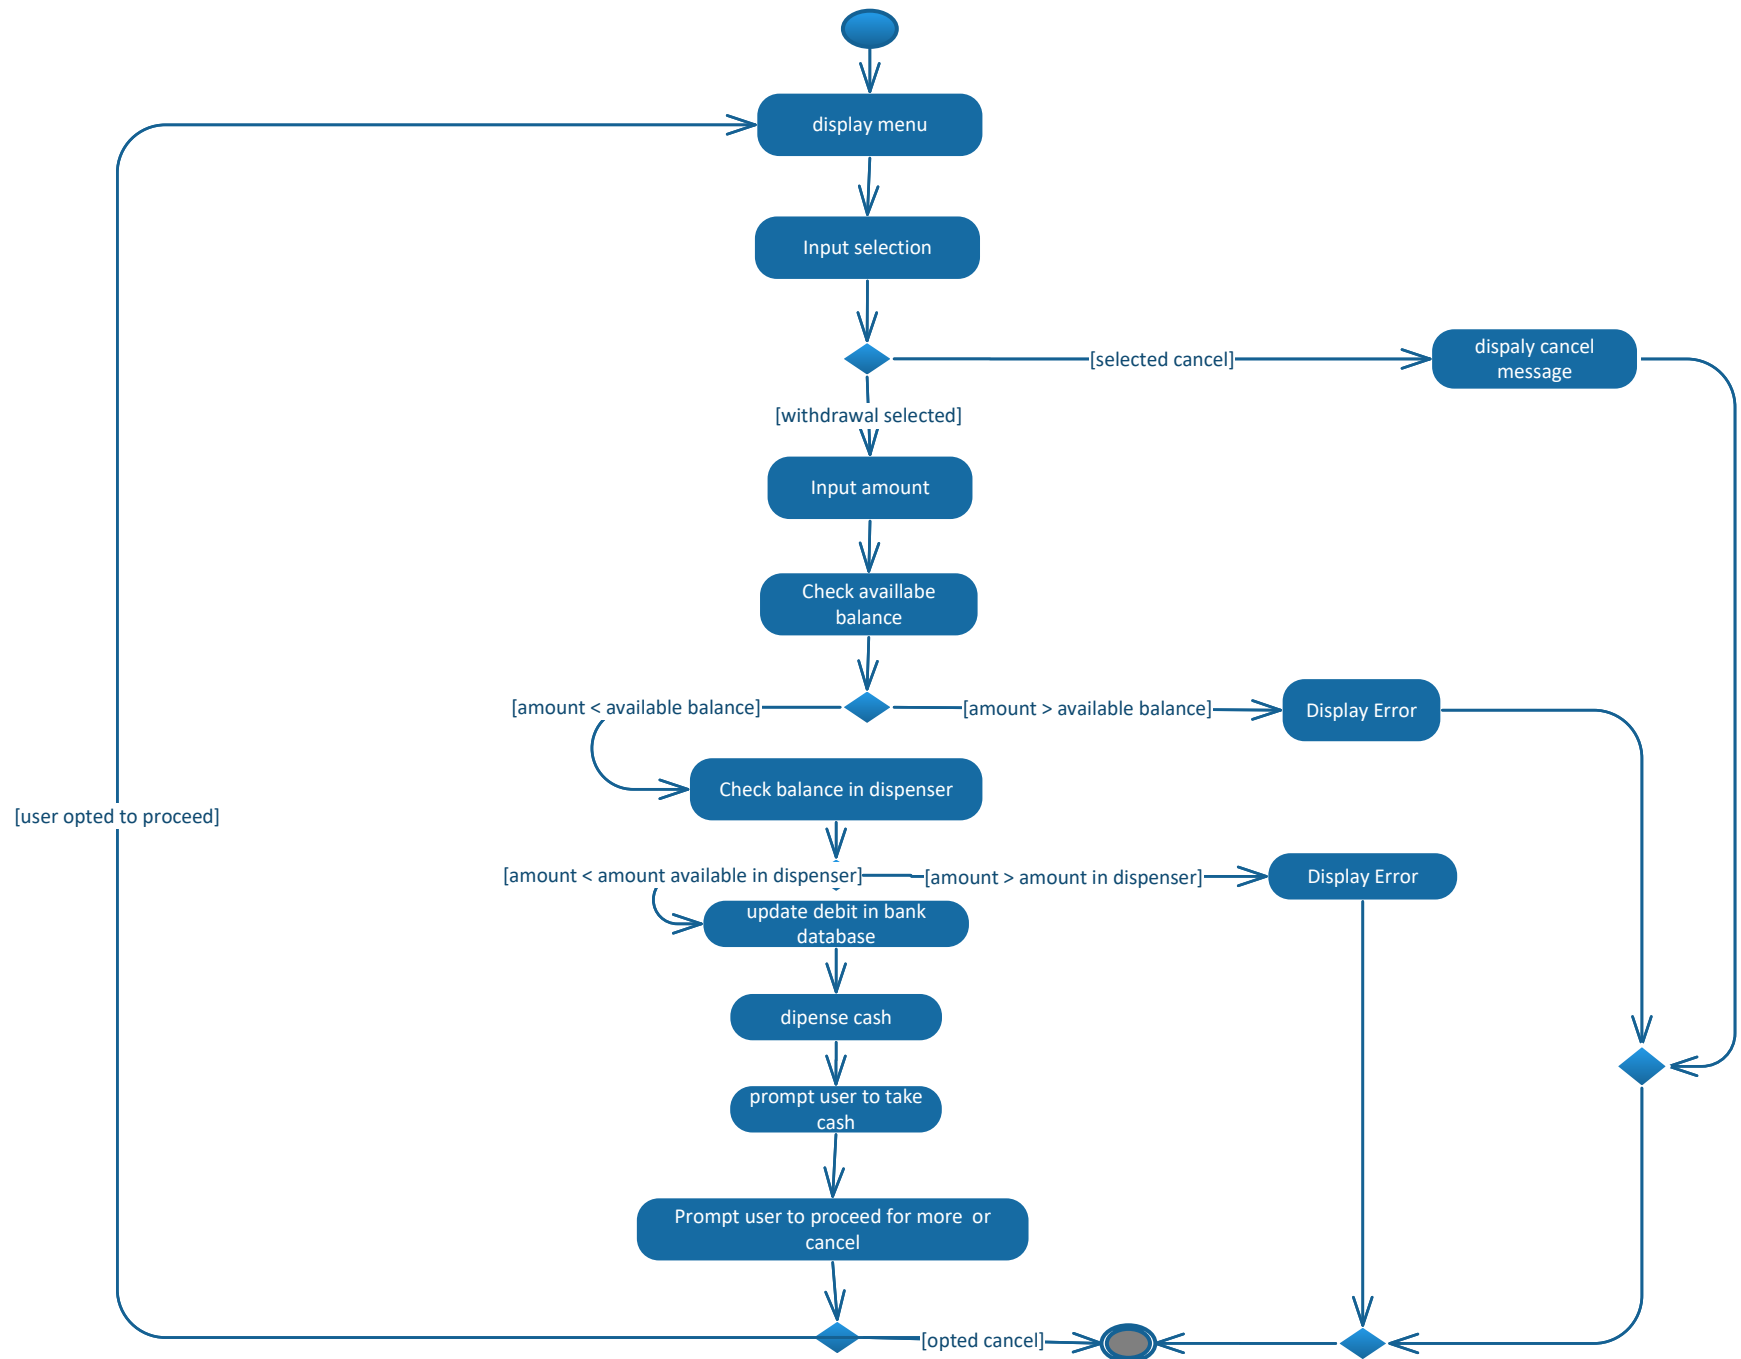 display menu
Input selection
[selected cancel]
dispaly cancel
message
[withdrawal selected]
Input amount
Check availlabe
balance
[amount < available balance]
[amount > available balance]
Display Error
Check balance in dispenser
[user opted to proceed]
[amount < amount available in dispenser]
[amount > amount in dispenser]
Display Error
update debit in bank
database
dipense cash
prompt user to take
cash
Prompt user to proceed for more  or
cancel
[opted cancel]